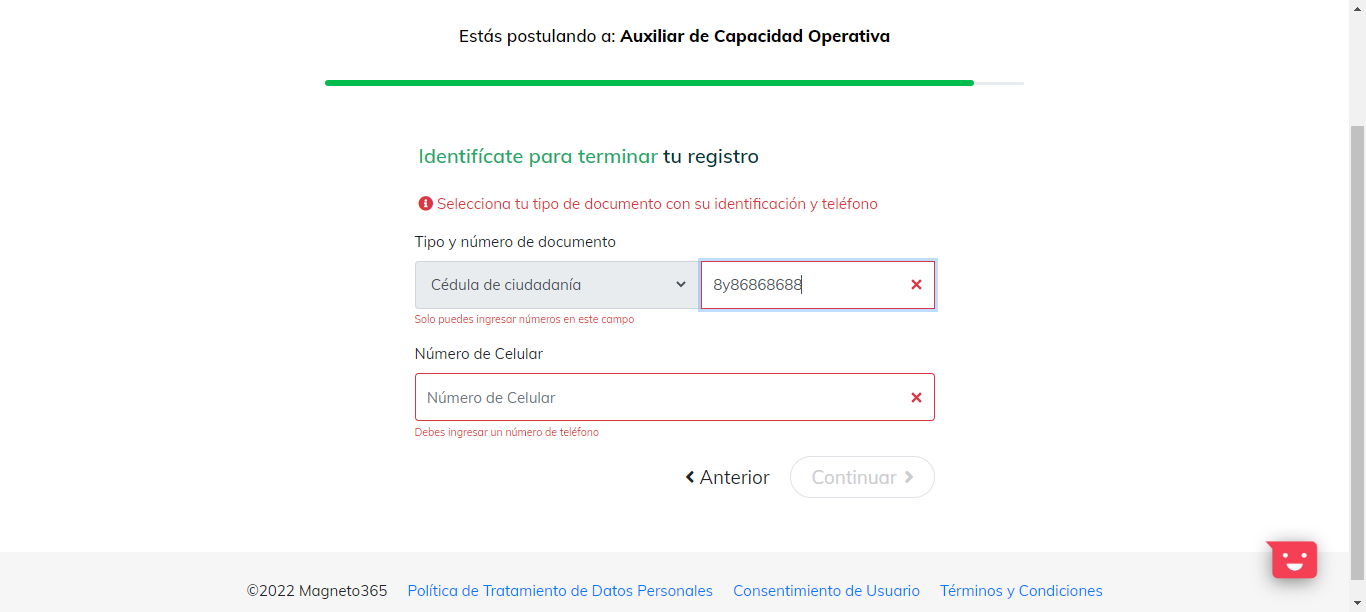 Estás postulando a: Auxiliar de Capacidad Operativa
Identifícate para terminar tu registro
Selecciona tu tipo de documento con su identificación y teléfono
Tipo y número de documento
Cédula de ciudadanía 8y86868688
Solo puedes ingresar números en este campo
Número de Celular
Número de Celular
Debes ingresar un número de teléfono
Anterior Continuar
©2022 Magneto365 Política de Tratamiento de Datos Personales Consentimiento de Usuario Términos y Condiciones